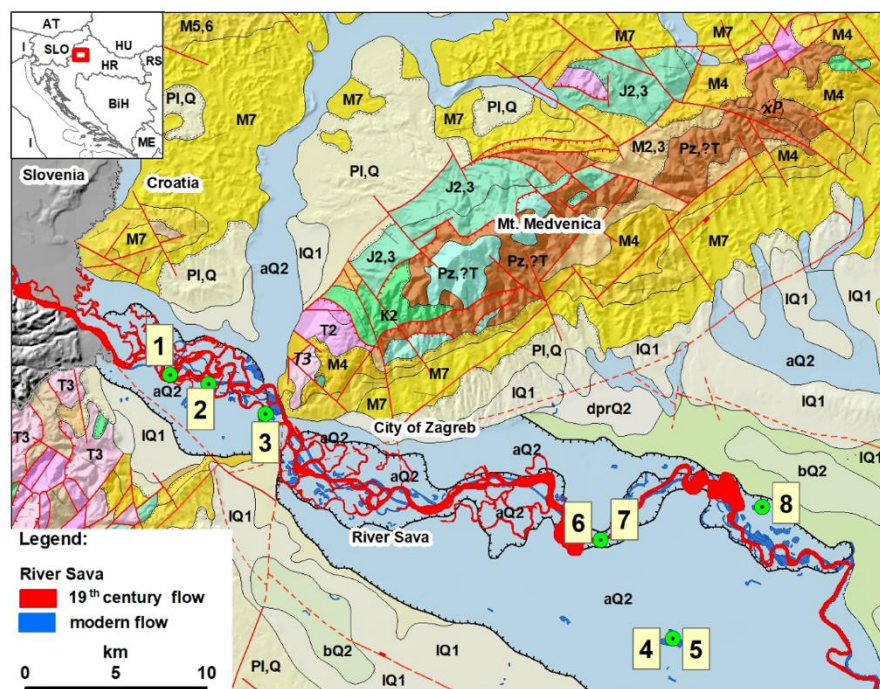 AT
HU
I
SLO
HR
RS
BiH
I
ME
M5,6
M7
M7
M4
Pl,Q
M7
Pl,Q
J2,3
M4
M4
χP
M7
M2,3
Pz,?T
M4
Slovenia
Croatia
Pl,Q
J2,3
Mt. Medvenica
M7
Pl,Q
aQ2
lQ1
J2,3
Pz,?T
Pz,?T
M4
M7
lQ1
lQ1
K2
T2
1
T3
M4
Pl,Q
lQ1
aQ2
aQ2
T3
2
M7
M7
lQ1
lQ1
dprQ2
T3
lQ1
3
City of Zagreb
T3
aQ2
aQ2
bQ2
aQ2
lQ1
aQ2
6
7
8
Legend:
River Sava
River Sava
19th century flow
modern flow
lQ1
aQ2
km
bQ2
4
5
0
5
10
Pl,Q
lQ1